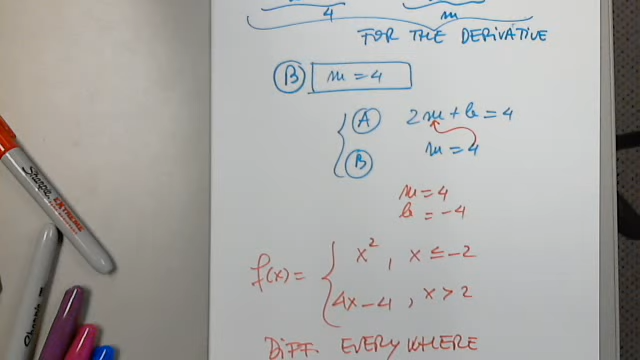 4 m
FOR THE DERIVATIVE
B m = 4
A 2m + b = 4
B m = 4
m = 4
b = -4
f(x) = { x², x ≤ -2
4x - 4, x > 2
DIFF. EVERYWHERE
Sharpie EXTREME
Sharpie